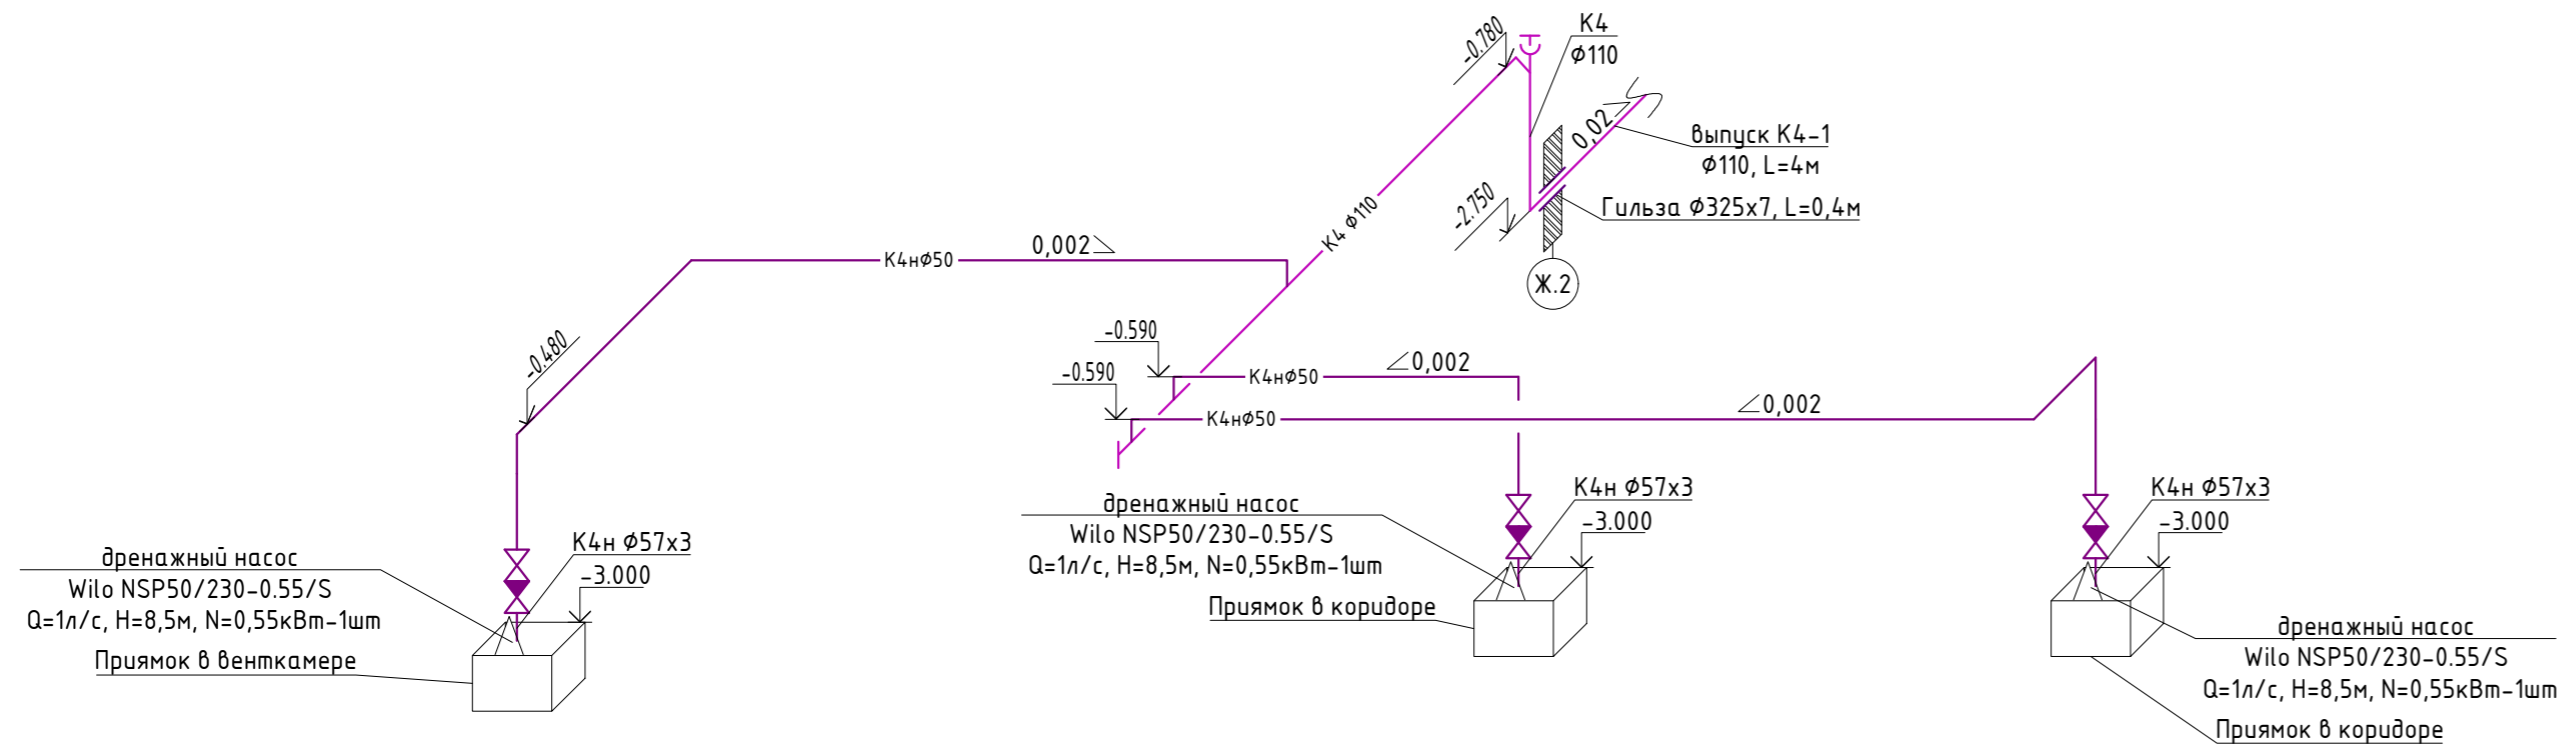 -0.780
К4
Ф110
0,02
выпуск К4-1
Ф110, L=4м
-2.750
Гильза Ф325х7, L=0,4м
К4 Ф110
Ж.2
К4нФ50
0,002
-0.480
-0.590
К4нФ50
0,002
-0.590
К4нФ50
0,002
дренажный насос
Wilo NSP50/230-0.55/S
Q=1л/с, H=8,5м, N=0,55кВт-1шт
Приямок в венткамере
К4н Ф57х3
-3.000
дренажный насос
Wilo NSP50/230-0.55/S
Q=1л/с, H=8,5м, N=0,55кВт-1шт
Приямок в коридоре
К4н Ф57х3
-3.000
К4н Ф57х3
-3.000
дренажный насос
Wilo NSP50/230-0.55/S
Q=1л/с, H=8,5м, N=0,55кВт-1шт
Приямок в коридоре